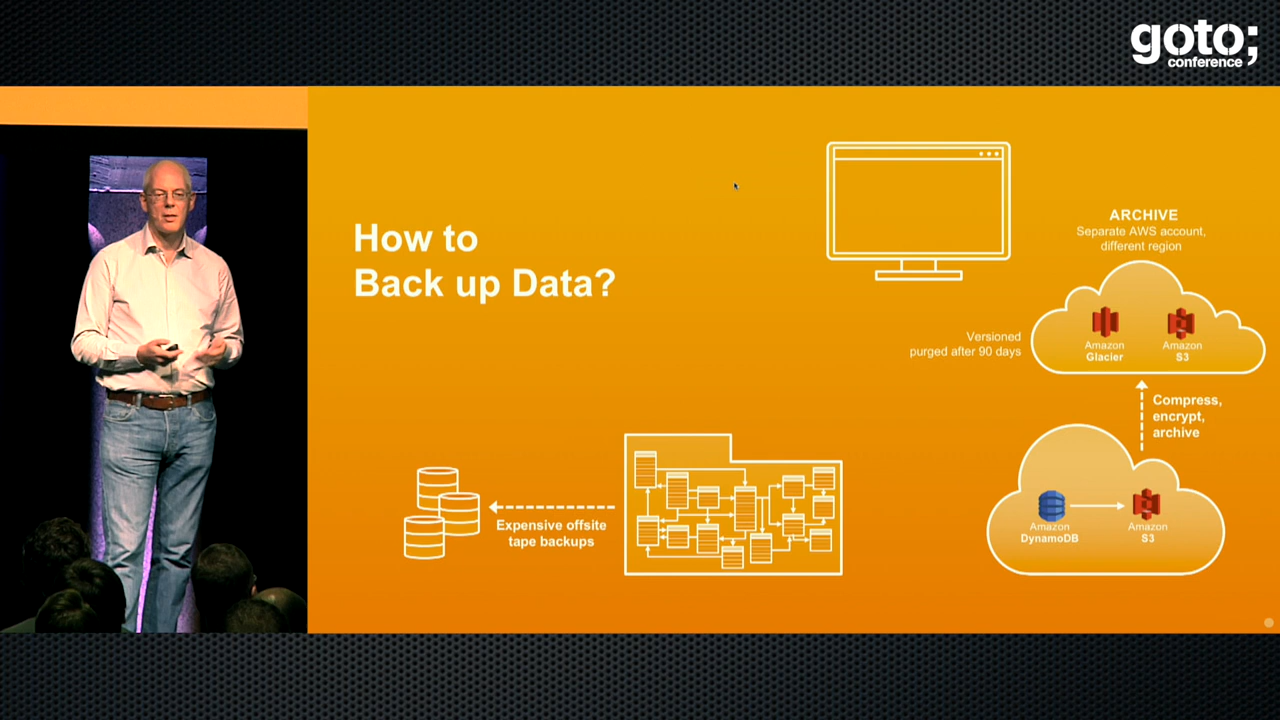 goto;
conference
How to
Back up Data?
ARCHIVE
Separate AWS account,
different region
Amazon
Glacier
Amazon
S3
Versioned
purged after 90 days
Compress,
encrypt,
archive
Expensive offsite
tape backups
Amazon
DynamoDB
Amazon
S3